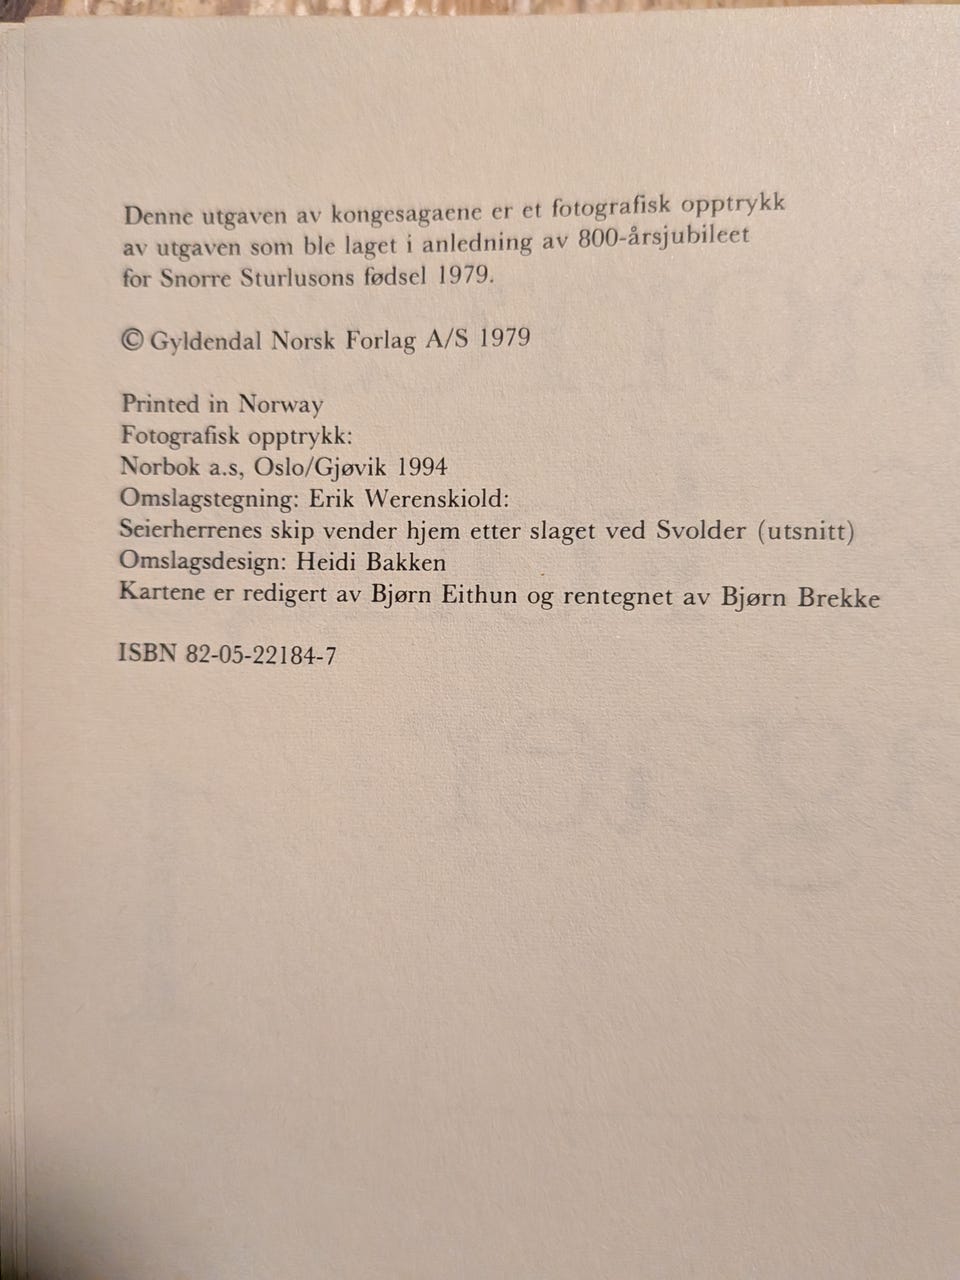 Denne utgaven av kongesagaene er et fotografisk opptrykk
av utgaven som ble laget i anledning av 800-årsjubileet
for Snorre Sturlusons fødsel 1979.
© Gyldendal Norsk Forlag A/S 1979
Printed in Norway
Fotografisk opptrykk:
Norbok a.s, Oslo/Gjøvik 1994
Omslagstegning: Erik Werenskiold:
Seierherrenes skip vender hjem etter slaget ved Svolder (utsnitt)
Omslagsdesign: Heidi Bakken
Kartene er redigert av Bjørn Eithun og rentegnet av Bjørn Brekke
ISBN 82-05-22184-7